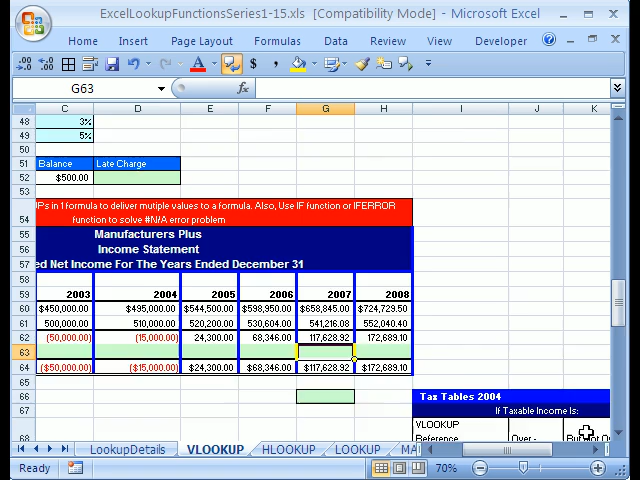 ExcelLookupFunctionsSeries1-15.xls [Compatibility Mode] - Microsoft Excel
Home Insert Page Layout Formulas Data Review View Developer
G63 fx
C D E F G H I J K
48 3%
49 5%
50
51 Balance Late Charge
52 $500.00
53
54 Ps in 1 formula to deliver mutiple values to a formula. Also, Use IF function or IFERROR
function to solve #N/A error problem
55 Manufacturers Plus
56 Income Statement
57 ed Net Income For The Years Ended December 31
58
59 2003 2004 2005 2006 2007 2008
60 $450,000.00 $495,000.00 $544,500.00 $598,950.00 $658,845.00 $724,729.50
61 500,000.00 510,000.00 520,200.00 530,604.00 541,216.08 552,040.40
62 (50,000.00) (15,000.00) 24,300.00 68,346.00 117,628.92 172,689.10
63
64 ($50,000.00) ($15,000.00) $24,300.00 $68,346.00 $117,628.92 $172,689.10
65
66 Tax Tables 2004
67 If Taxable Income Is:
VLOOKUP
68 Reference Over - But Not O
LookupDetails VLOOKUP HLOOKUP LOOKUP MA
Ready 70%